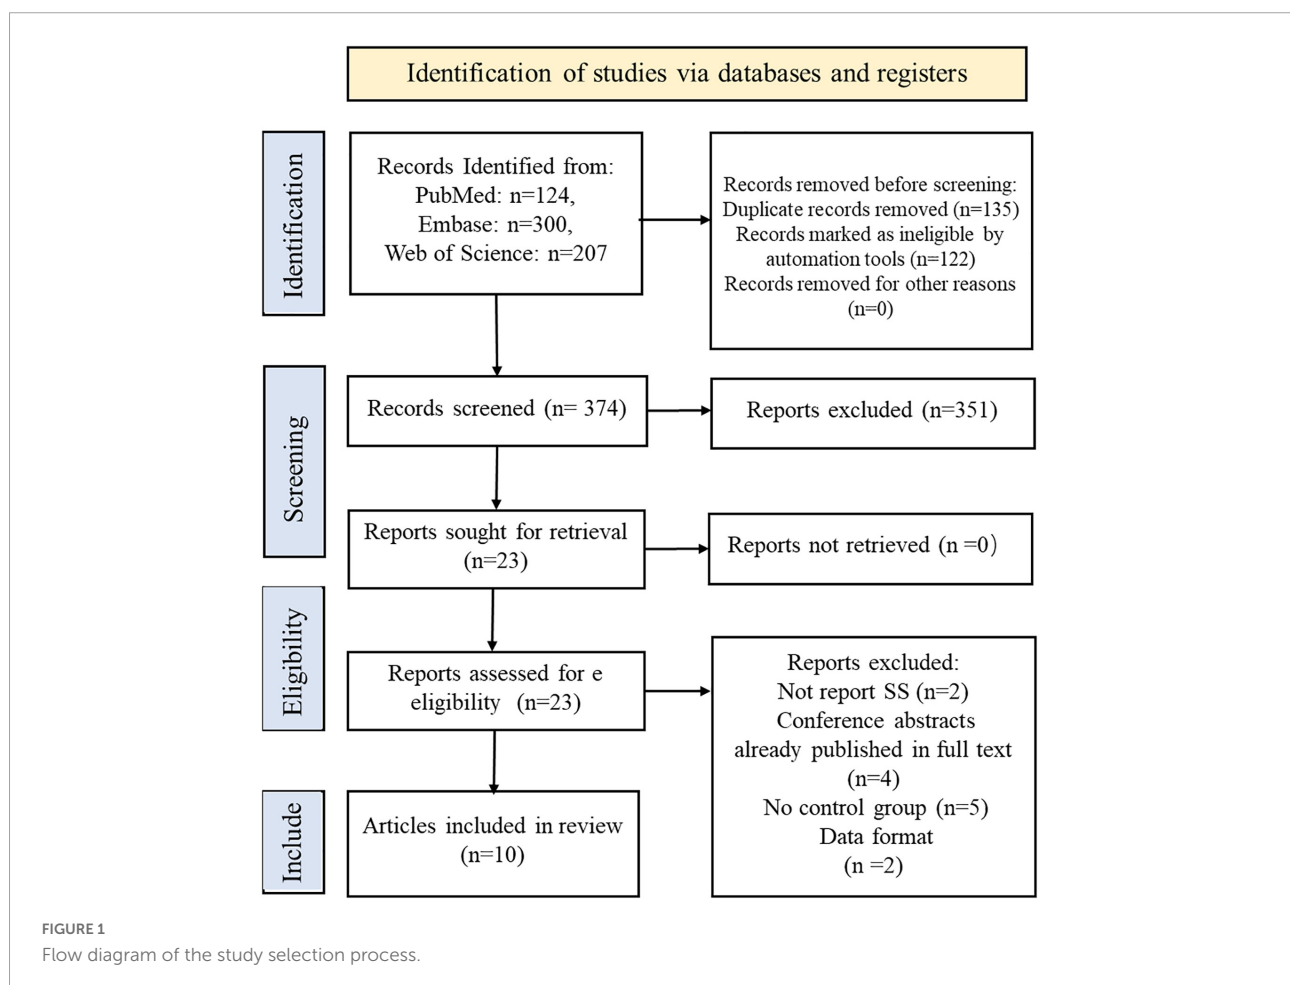 Identification of studies via databases and registers
Identification
Records Identified from:
PubMed: n=124,
Embase: n=300,
Web of Science: n=207
Records removed before screening:
Duplicate records removed (n=135)
Records marked as ineligible by
automation tools (n=122)
Records removed for other reasons
(n=0)
Screening
Records screened (n= 374)
Reports excluded (n=351)
Reports sought for retrieval
(n=23)
Reports not retrieved (n =0)
Eligibility
Reports assessed for e
eligibility (n=23)
Reports excluded:
Not report SS (n=2)
Conference abstracts
already published in full text
(n=4)
No control group (n=5)
Data format
(n =2)
Include
Articles included in review
(n=10)
FIGURE 1
Flow diagram of the study selection process.